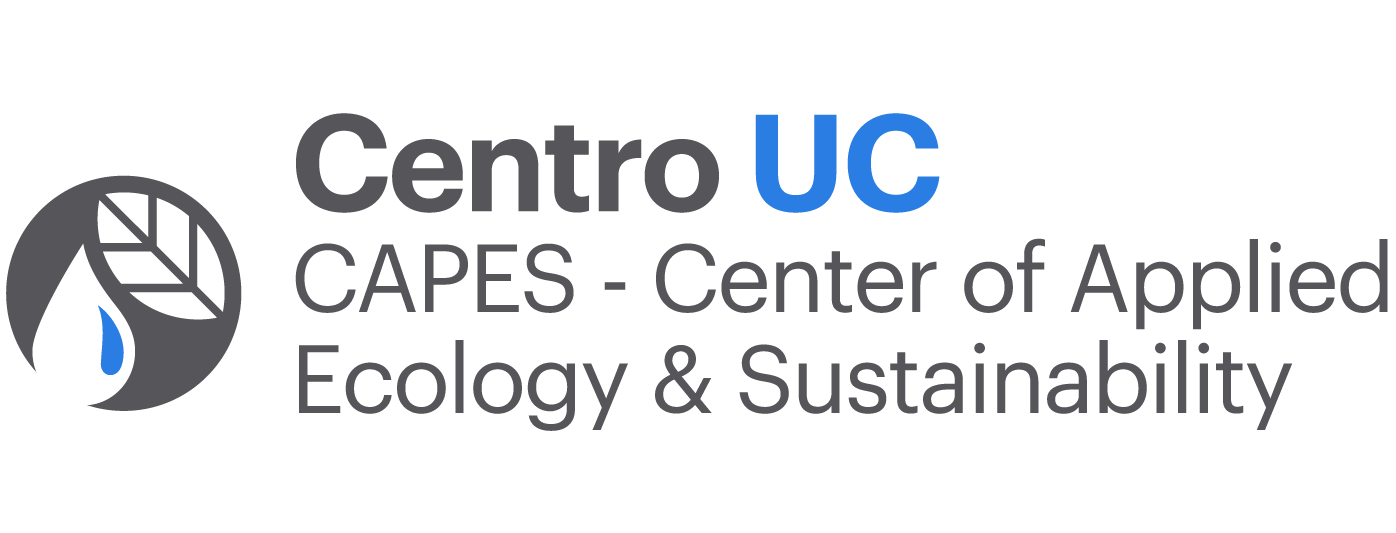 Centro UC
CAPES - Center of Applied
Ecology & Sustainability